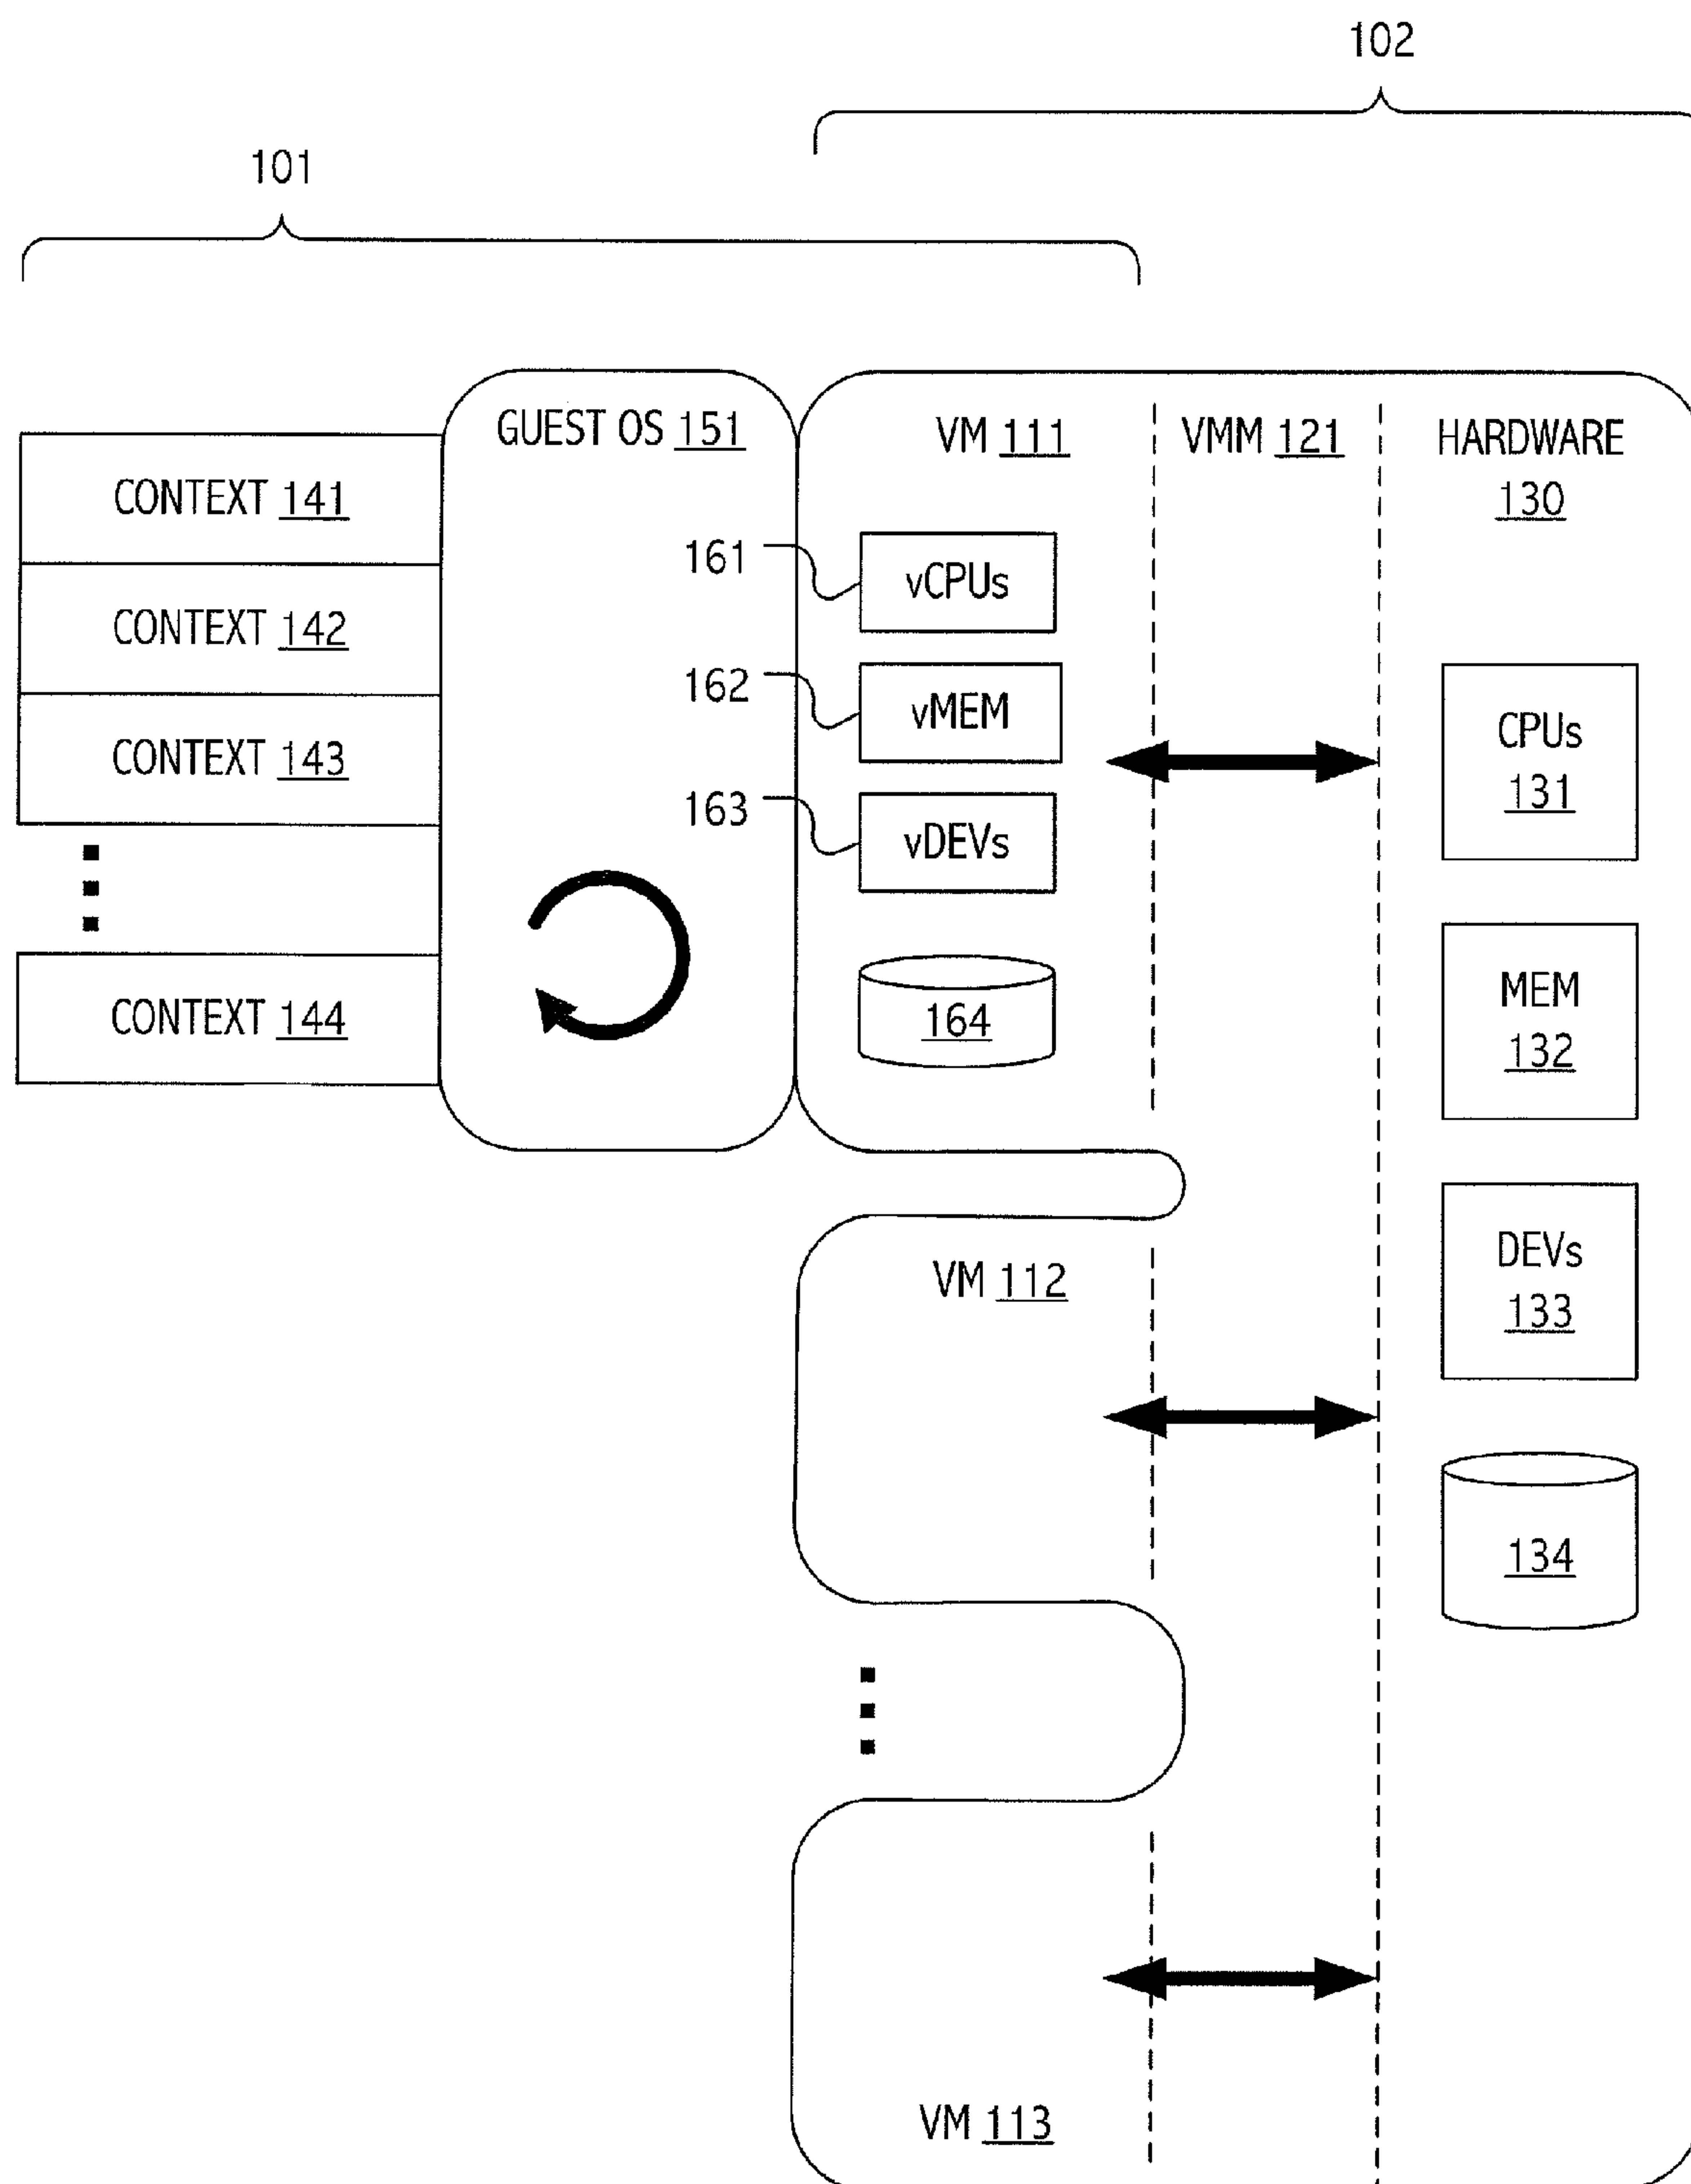 102
101
GUEST OS 151
VM 111
VMM 121
HARDWARE
130
CONTEXT 141
CONTEXT 142
CONTEXT 143
CONTEXT 144
161
vCPUs
162
vMEM
163
vDEVs
164
CPUs
131
MEM
132
DEVs
133
134
VM 112
VM 113